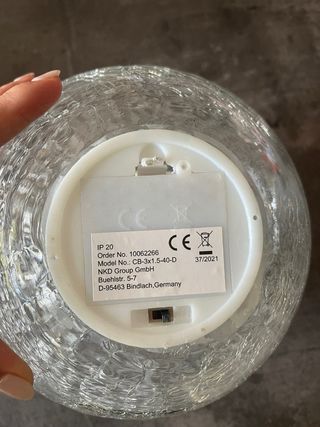 IP 20
Order No. 10062266
Model No.: CB-3x1.5-40-D
NKD Group GmbH
Buehlstr. 5-7
D-95463 Bindlach,Germany
CE
37/2021